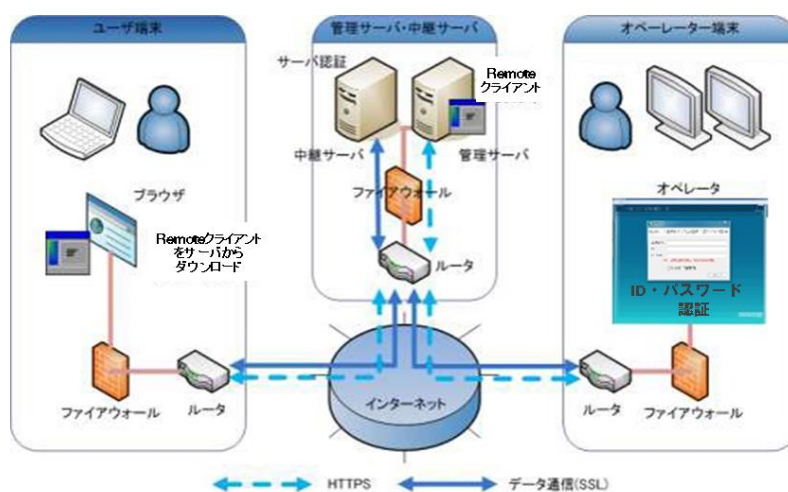 ユーザ端末
管理サーバ・中継サーバ
オペレーター端末
サーバ認証
Remote
クライアント
中継サーバ
管理サーバ
ブラウザ
ファイアウォール
オペレータ
Remoteクライアント
をサーバから
ダウンロード
ルータ
ID・パスワード
認証
インターネット
ファイアウォール
ルータ
ルータ
ファイアウォール
HTTPS
データ通信(SSL)